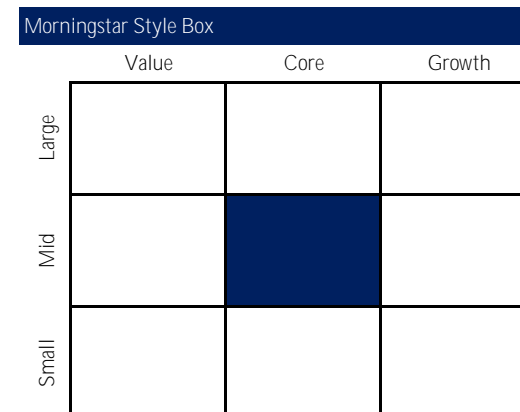 Morningstar Style Box
Value Core Growth
Large
Mid
Small